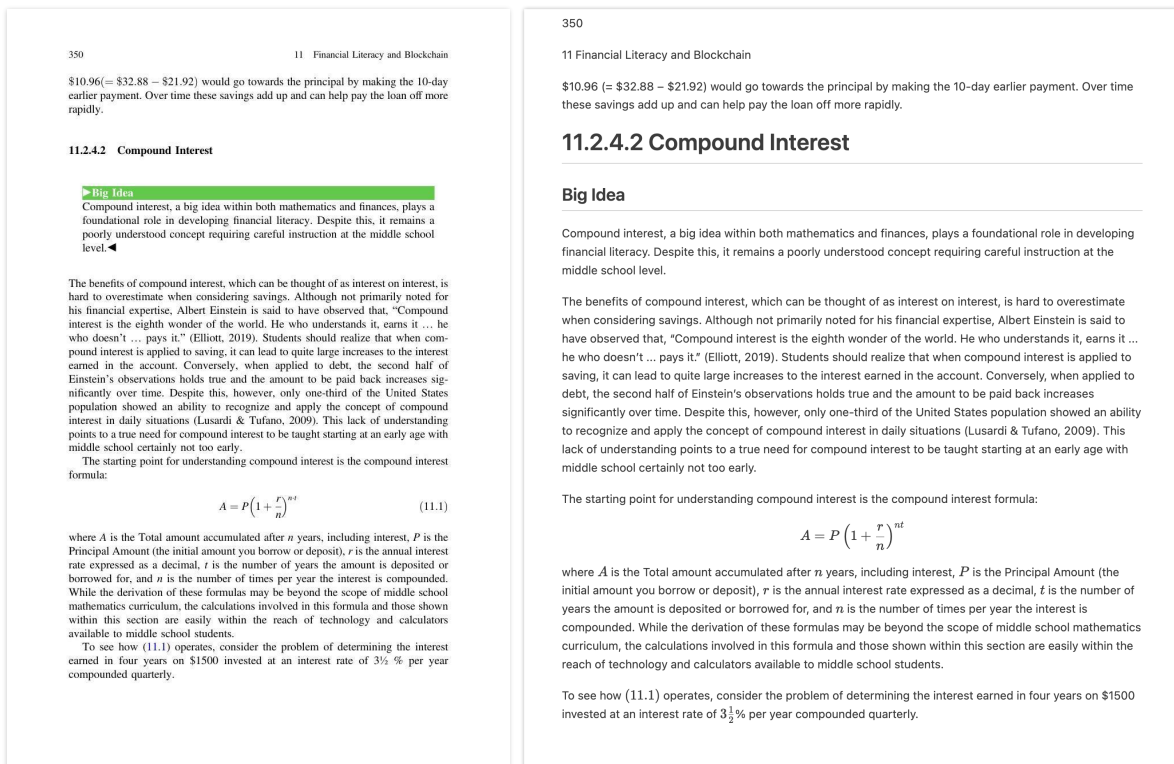 350
11 Financial Literacy and Blockchain
$10.96(= $32.88 − $21.92) would go towards the principal by making the 10-day
earlier payment. Over time these savings add up and can help pay the loan off more
rapidly.
11.2.4.2 Compound Interest
▶Big Idea
Compound interest, a big idea within both mathematics and finances, plays a
foundational role in developing financial literacy. Despite this, it remains a
poorly understood concept requiring careful instruction at the middle school
level.◀
The benefits of compound interest, which can be thought of as interest on interest, is
hard to overestimate when considering savings. Although not primarily noted for
his financial expertise, Albert Einstein is said to have observed that, “Compound
interest is the eighth wonder of the world. He who understands it, earns it … he
who doesn’t … pays it.” (Elliott, 2019). Students should realize that when com-
pound interest is applied to saving, it can lead to quite large increases to the interest
earned in the account. Conversely, when applied to debt, the second half of
Einstein’s observations holds true and the amount to be paid back increases sig-
nificantly over time. Despite this, however, only one-third of the United States
population showed an ability to recognize and apply the concept of compound
interest in daily situations (Lusardi & Tufano, 2009). This lack of understanding
points to a true need for compound interest to be taught starting at an early age with
middle school certainly not too early.
The starting point for understanding compound interest is the compound interest
formula:
A = P(1 + r/n)^n·t (11.1)
where A is the Total amount accumulated after n years, including interest, P is the
Principal Amount (the initial amount you borrow or deposit), r is the annual interest
rate expressed as a decimal, t is the number of years the amount is deposited or
borrowed for, and n is the number of times per year the interest is compounded.
While the derivation of these formulas may be beyond the scope of middle school
mathematics curriculum, the calculations involved in this formula and those shown
within this section are easily within the reach of technology and calculators
available to middle school students.
To see how (11.1) operates, consider the problem of determining the interest
earned in four years on $1500 invested at an interest rate of 3½ % per year
compounded quarterly.
350
11 Financial Literacy and Blockchain
$10.96 (= $32.88 – $21.92) would go towards the principal by making the 10-day earlier payment. Over time
these savings add up and can help pay the loan off more rapidly.
11.2.4.2 Compound Interest
Big Idea
Compound interest, a big idea within both mathematics and finances, plays a foundational role in developing
financial literacy. Despite this, it remains a poorly understood concept requiring careful instruction at the
middle school level.
The benefits of compound interest, which can be thought of as interest on interest, is hard to overestimate
when considering savings. Although not primarily noted for his financial expertise, Albert Einstein is said to
have observed that, “Compound interest is the eighth wonder of the world. He who understands it, earns it …
he who doesn’t … pays it.” (Elliott, 2019). Students should realize that when compound interest is applied to
saving, it can lead to quite large increases to the interest earned in the account. Conversely, when applied to
debt, the second half of Einstein’s observations holds true and the amount to be paid back increases
significantly over time. Despite this, however, only one-third of the United States population showed an ability
to recognize and apply the concept of compound interest in daily situations (Lusardi & Tufano, 2009). This
lack of understanding points to a true need for compound interest to be taught starting at an early age with
middle school certainly not too early.
The starting point for understanding compound interest is the compound interest formula:
A = P (1 + r/n)^nt
where A is the Total amount accumulated after n years, including interest, P is the Principal Amount (the
initial amount you borrow or deposit), r is the annual interest rate expressed as a decimal, t is the number of
years the amount is deposited or borrowed for, and n is the number of times per year the interest is
compounded. While the derivation of these formulas may be beyond the scope of middle school mathematics
curriculum, the calculations involved in this formula and those shown within this section are easily within the
reach of technology and calculators available to middle school students.
To see how (11.1) operates, consider the problem of determining the interest earned in four years on $1500
invested at an interest rate of 3½% per year compounded quarterly.